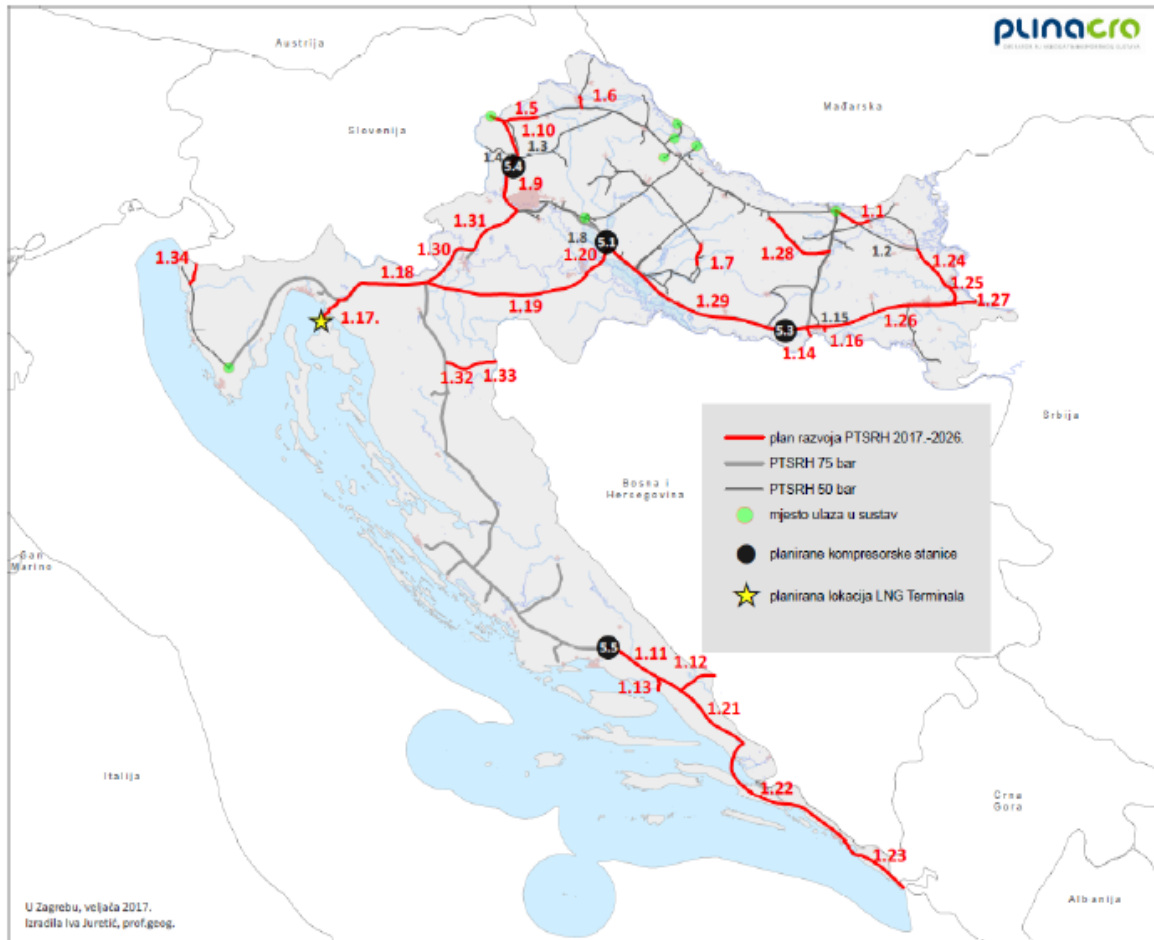 plinacro
Austrija
Mađarska
Slovenija
1.6
1.5
1.10
1.3
1.4
5.4
1.9
1.1
1.31
1.8
5.1
1.2
1.34
1.30
1.20
1.28
1.24
1.18
1.7
1.25
1.19
1.29
1.27
1.17.
1.15
1.26
5.3
1.16
1.14
1.32
1.33
Srbija
plan razvoja PTSRH 2017.-2026.
PTSRH 75 bar
PTSRH 50 bar
mjesto ulaza u sustav
planirane kompresorske stanice
planirana lokacija LNG Terminala
Bosna i
Hercegovina
San
Marino
5.5
1.11
1.12
1.13
1.21
Italija
1.22
Crna
Gora
1.23
Albanija
U Zagrebu, veljača 2017.
Izradila Iva Juretić, prof.geog.